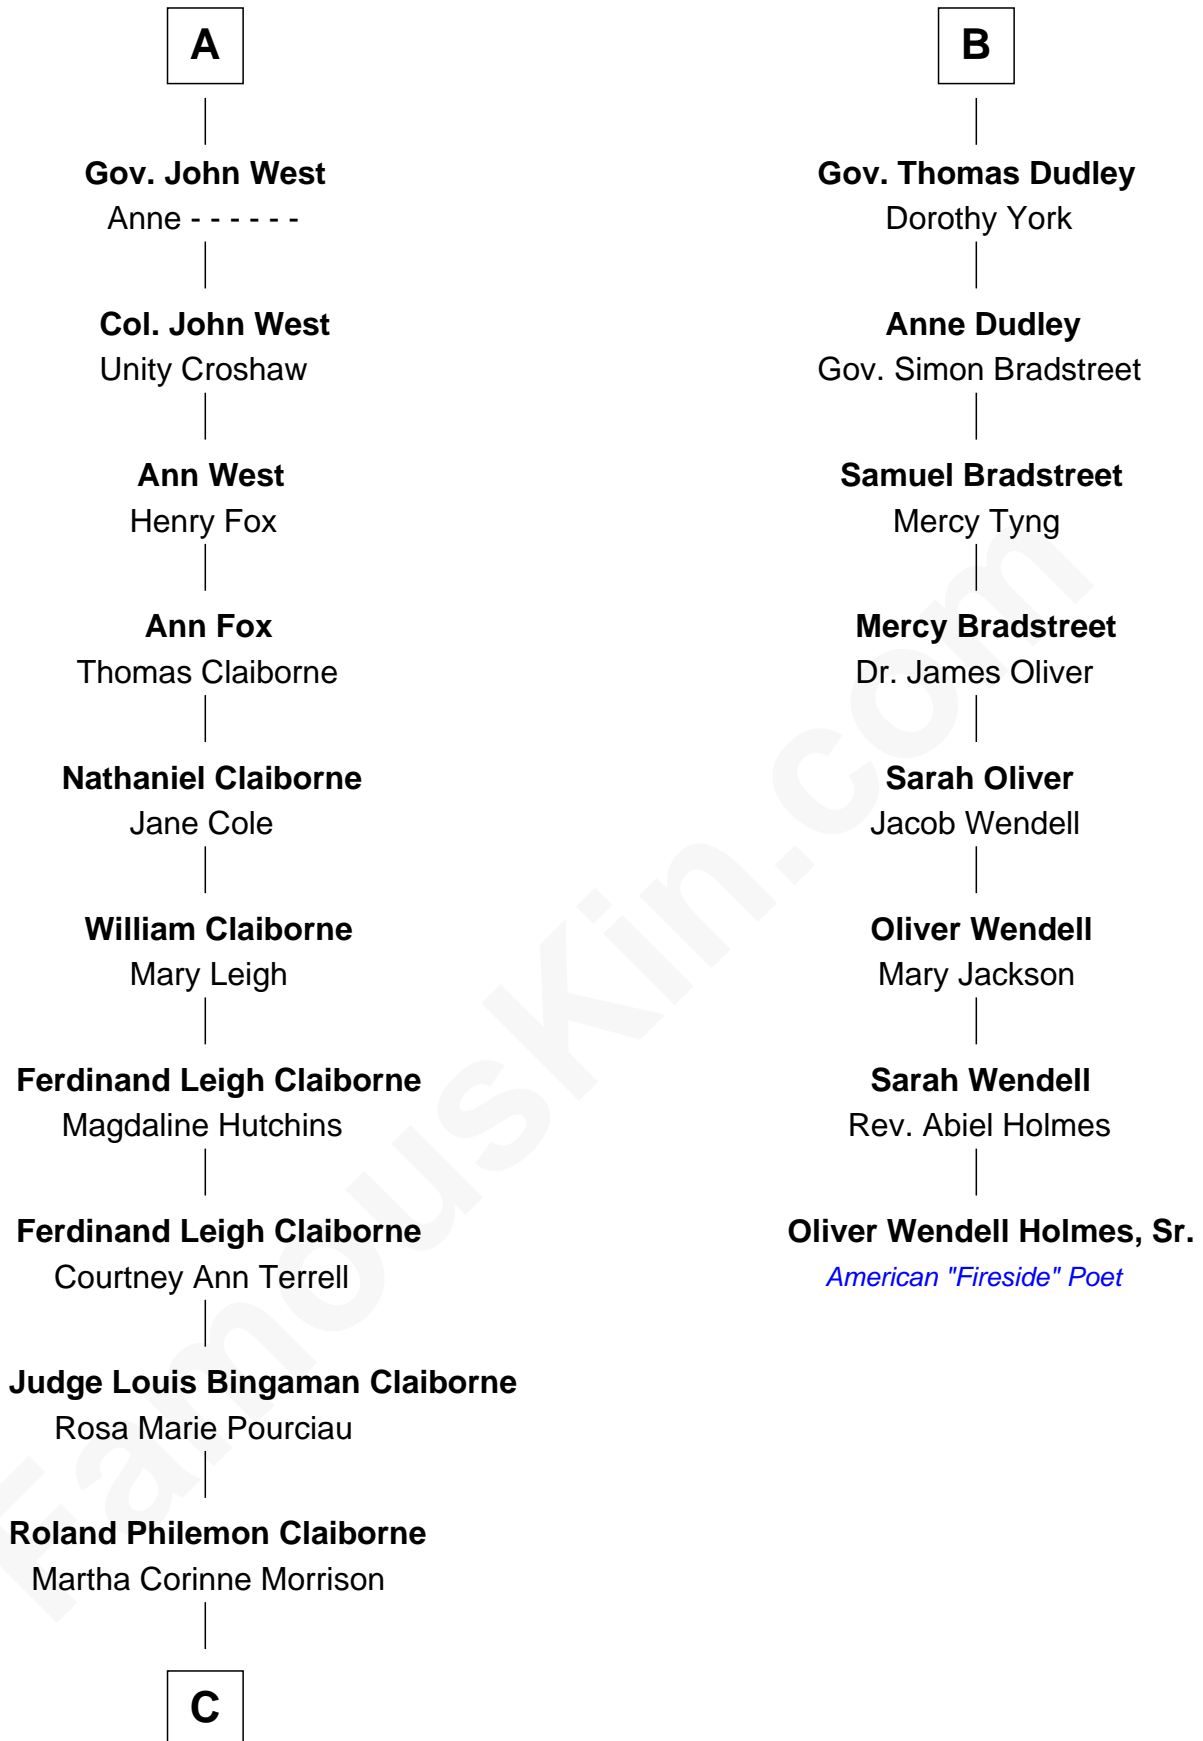 A
Gov. John West
Anne - - - - - -
Col. John West
Unity Croshaw
Ann West
Henry Fox
Ann Fox
Thomas Claiborne
Nathaniel Claiborne
Jane Cole
William Claiborne
Mary Leigh
Ferdinand Leigh Claiborne
Magdaline Hutchins
Ferdinand Leigh Claiborne
Courtney Ann Terrell
Judge Louis Bingaman Claiborne
Rosa Marie Pourciau
Roland Philemon Claiborne
Martha Corinne Morrison
C
B
Gov. Thomas Dudley
Dorothy York
Anne Dudley
Gov. Simon Bradstreet
Samuel Bradstreet
Mercy Tyng
Mercy Bradstreet
Dr. James Oliver
Sarah Oliver
Jacob Wendell
Oliver Wendell
Mary Jackson
Sarah Wendell
Rev. Abiel Holmes
Oliver Wendell Holmes, Sr.
American "Fireside" Poet
FamousKin.com